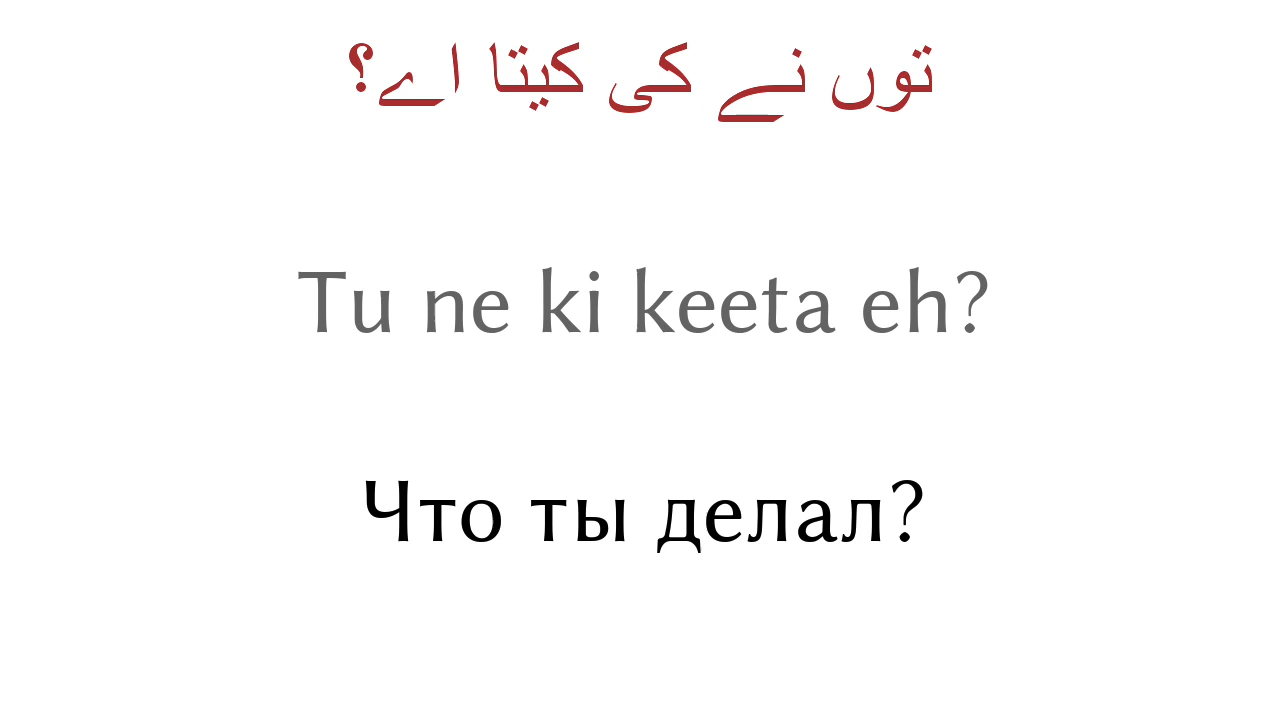 توں نے کی کیتا اے؟
Tu ne ki keeta eh?
Что ты делал?